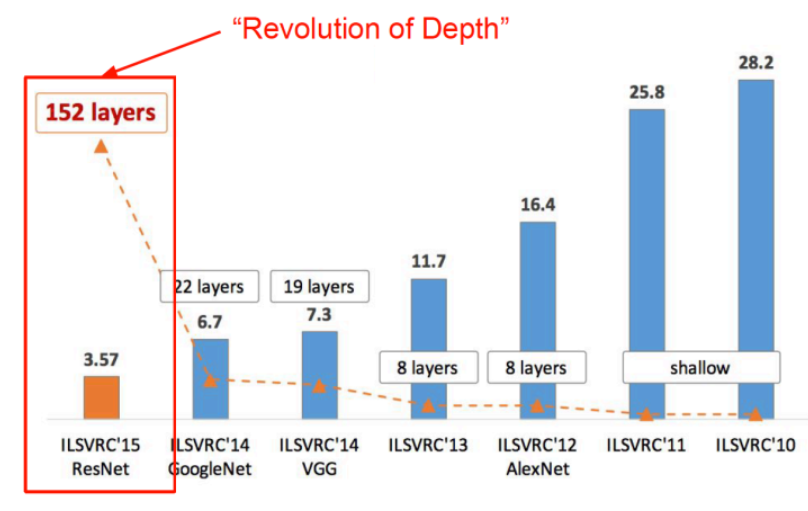 “Revolution of Depth”
28.2
25.8
152 layers
16.4
11.7
22 layers
19 layers
6.7
7.3
3.57
8 layers
8 layers
shallow
ILSVRC'15
ResNet
ILSVRC'14
GoogleNet
ILSVRC'14
VGG
ILSVRC'13
ILSVRC'12
AlexNet
ILSVRC'11
ILSVRC'10